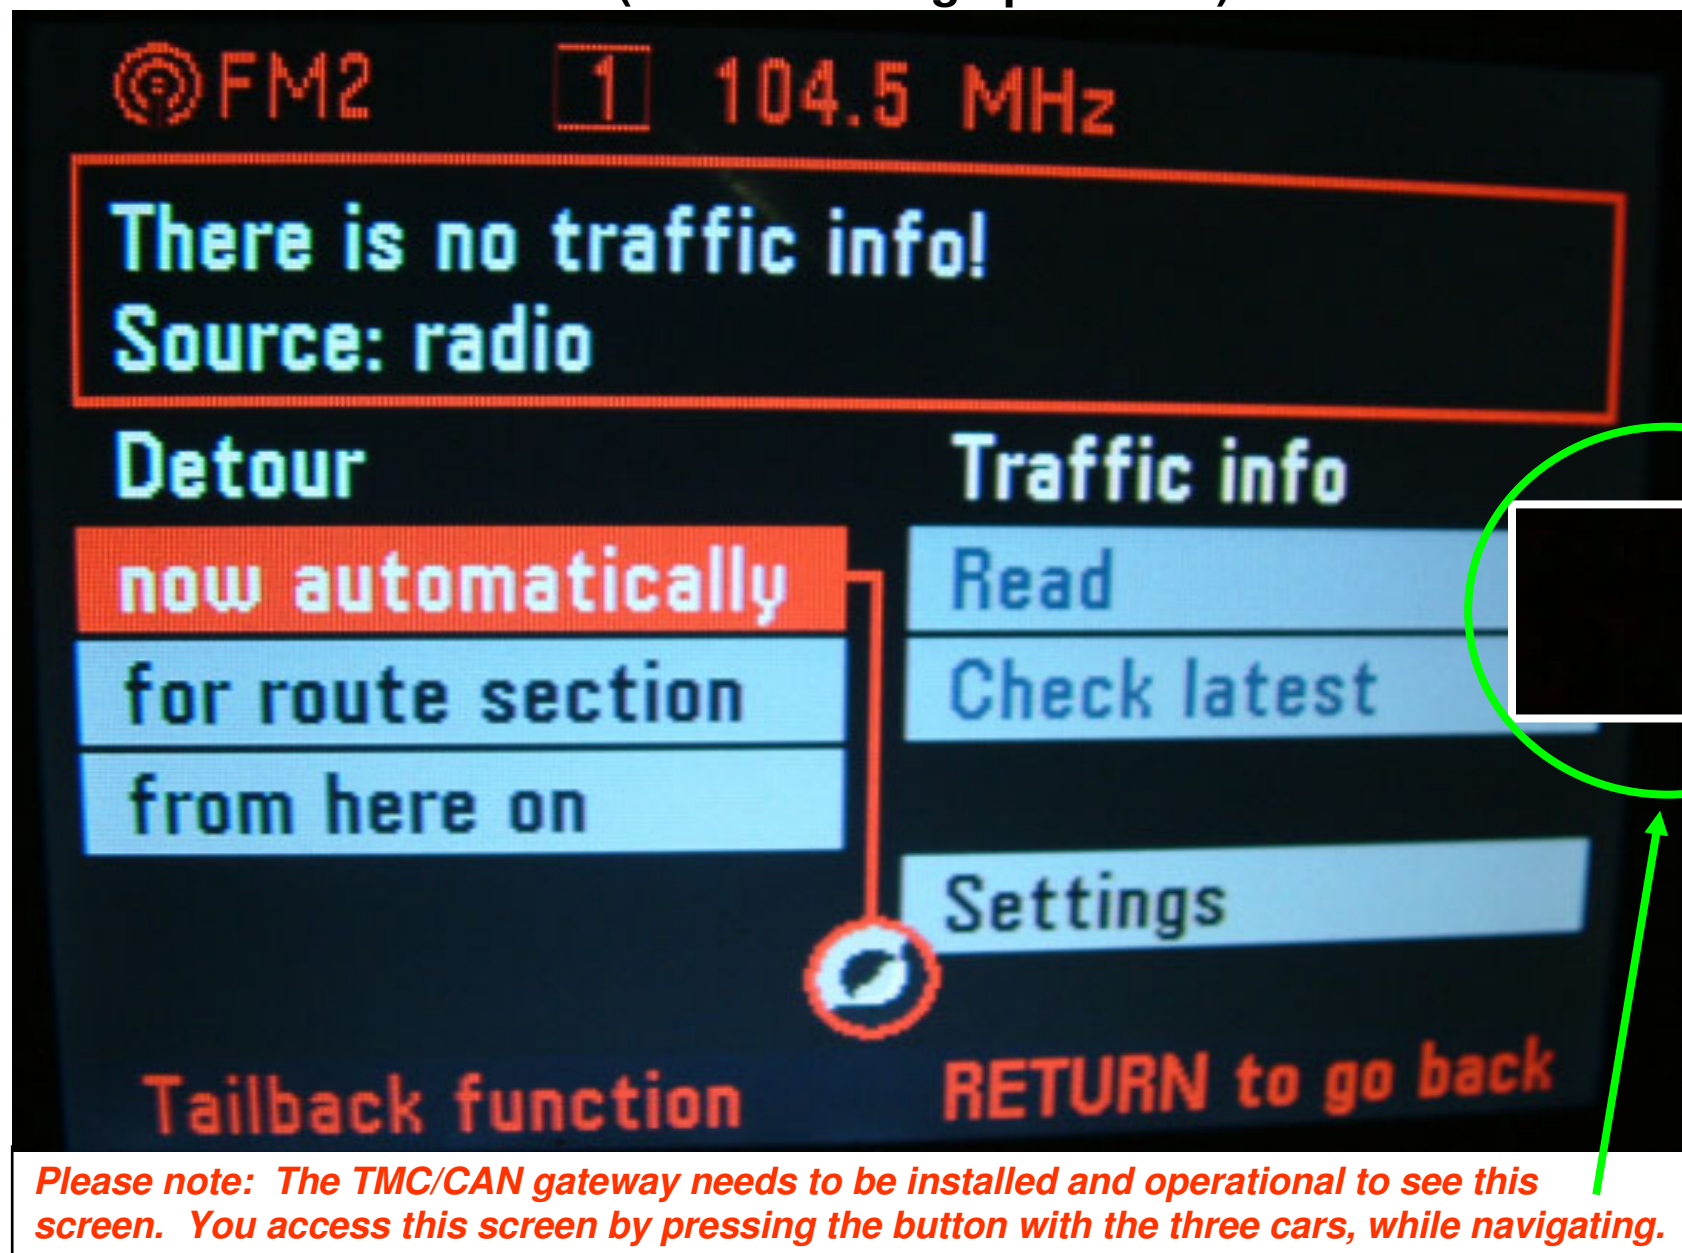 FM2 1 104.5 MHz
There is no traffic info!
Source: radio
Detour
Traffic info
now automatically
Read
for route section
Check latest
from here on
Settings
Tailback function
RETURN to go back
Please note: The TMC/CAN gateway needs to be installed and operational to see this
screen. You access this screen by pressing the button with the three cars, while navigating.